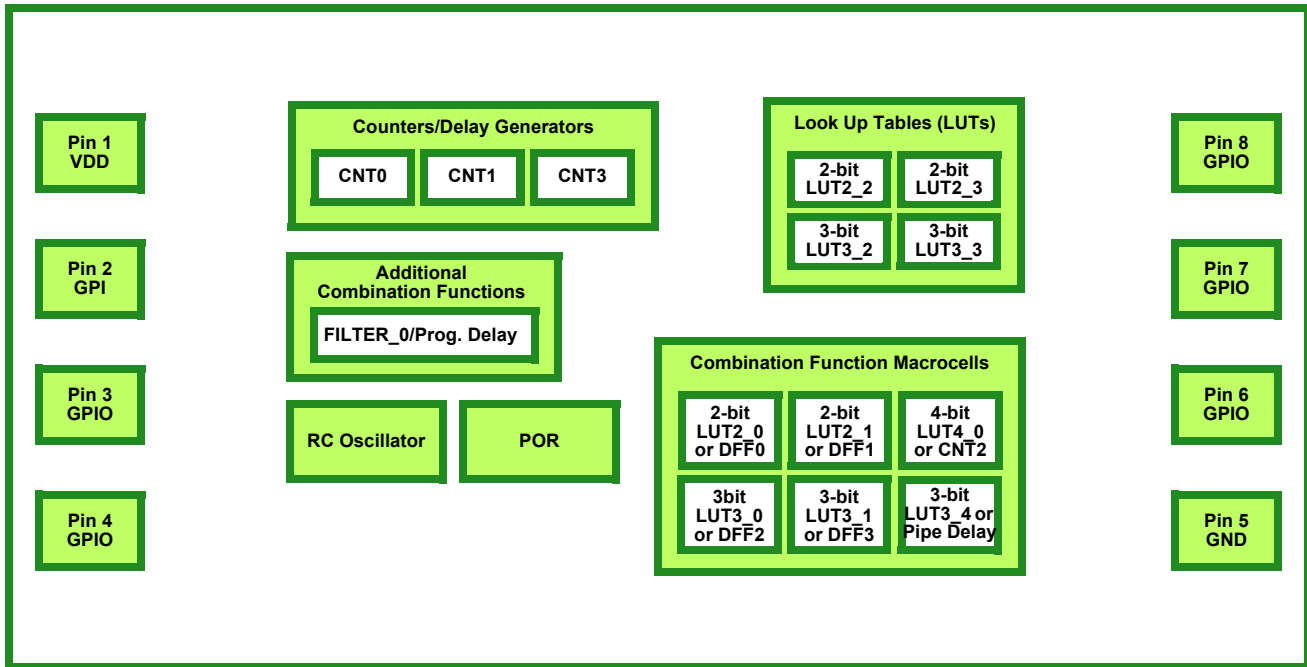 Pin 1
VDD
Pin 2
GPI
Pin 3
GPIO
Pin 4
GPIO
Counters/Delay Generators
CNT0
CNT1
CNT3
Additional
Combination Functions
FILTER_0/Prog. Delay
RC Oscillator
POR
Look Up Tables (LUTs)
2-bit
LUT2_2
2-bit
LUT2_3
3-bit
LUT3_2
3-bit
LUT3_3
Combination Function Macrocells
2-bit
LUT2_0
or DFF0
2-bit
LUT2_1
or DFF1
4-bit
LUT4_0
or CNT2
3bit
LUT3_0
or DFF2
3-bit
LUT3_1
or DFF3
3-bit
LUT3_4 or
Pipe Delay
Pin 8
GPIO
Pin 7
GPIO
Pin 6
GPIO
Pin 5
GND